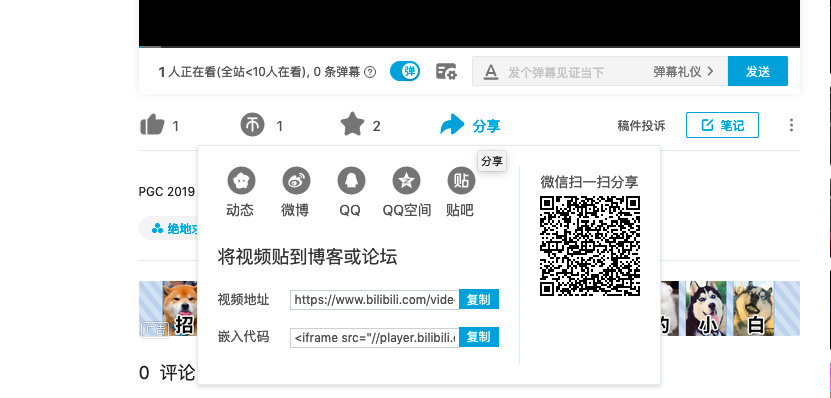 1 人正在看(全站<10人在看), 0 条弹幕
弹
发个弹幕见证当下
弹幕礼仪
发送
1
1
2
分享
稿件投诉
笔记
分享
PGC 2019
动态
微博
QQ
QQ空间
贴
贴吧
微信扫一扫分享
绝地
将视频贴到博客或论坛
视频地址
https://www.bilibili.com/vide
复制
嵌入代码
<iframe src="//player.bilibili.c
复制
广告
招
的
小
白
0 评论